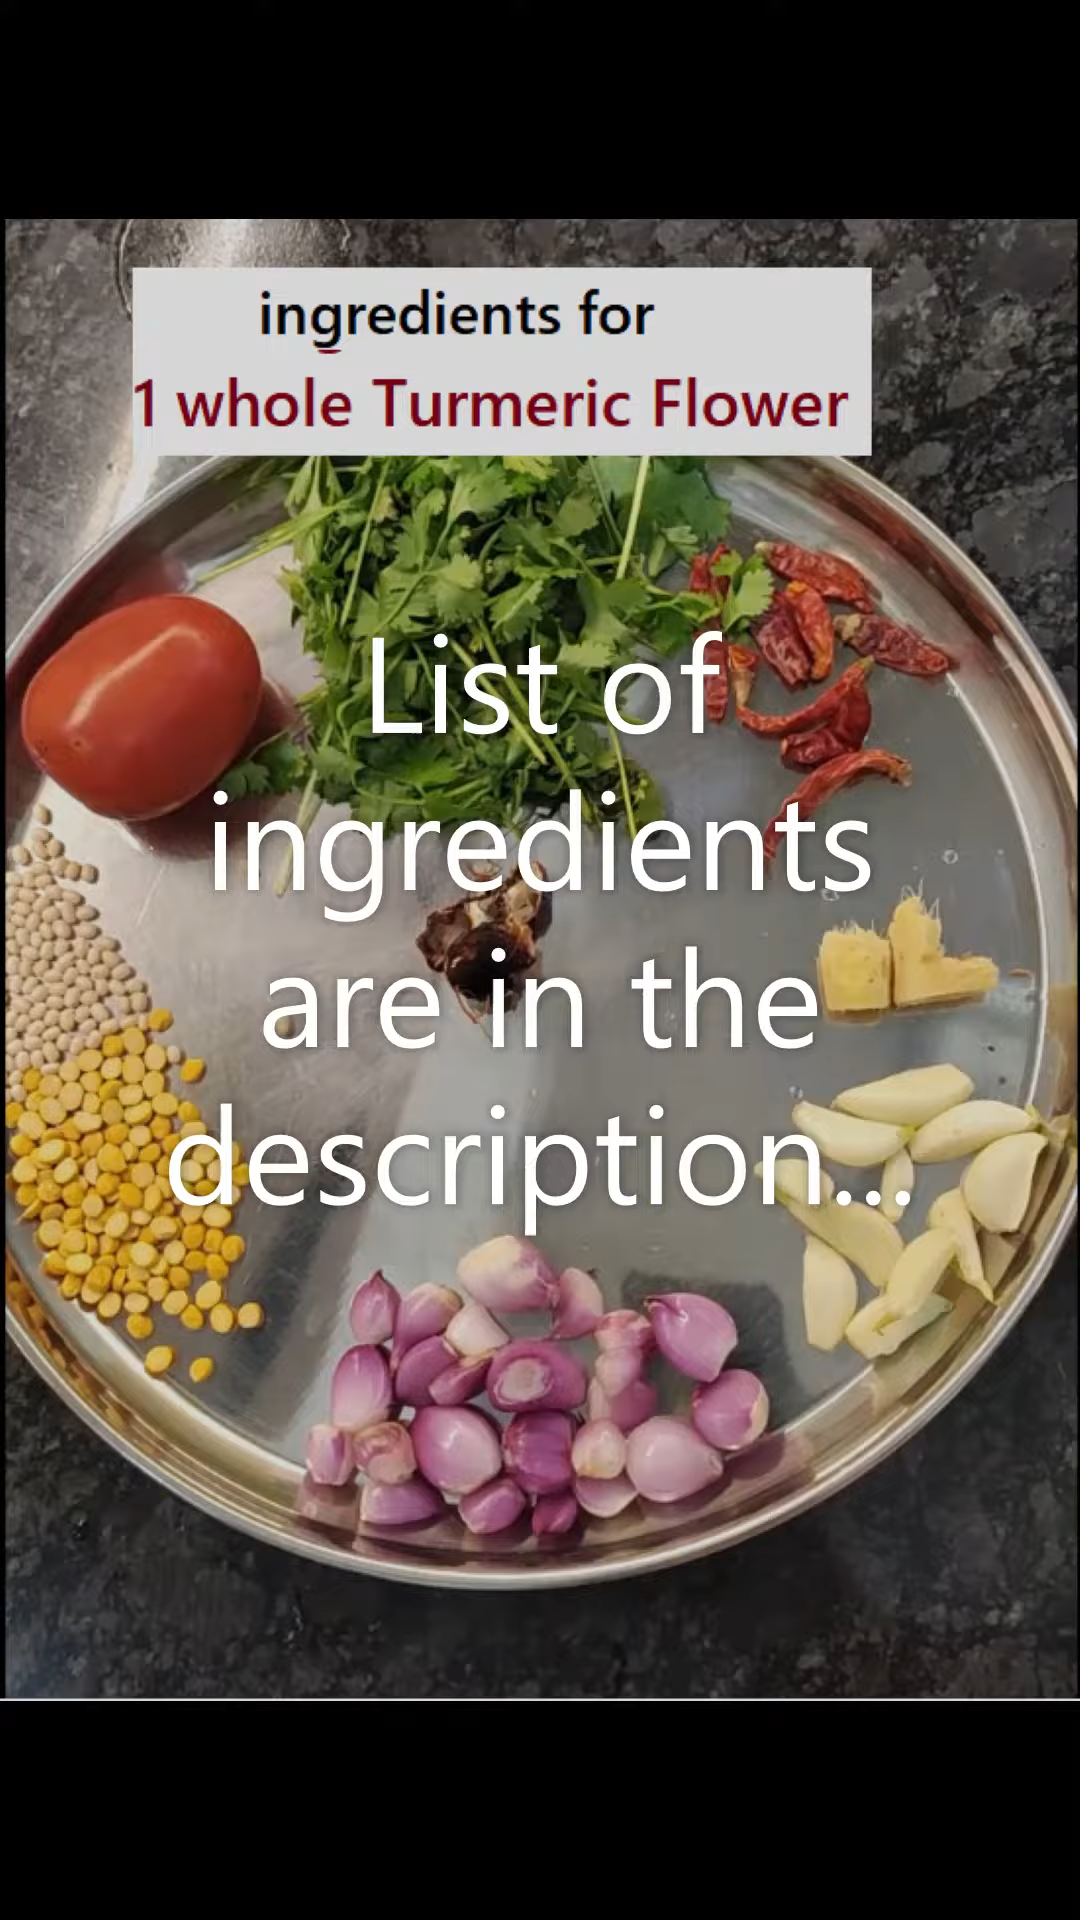 ingredients for
1 whole Turmeric Flower
List of
ingredients
are in the
description...